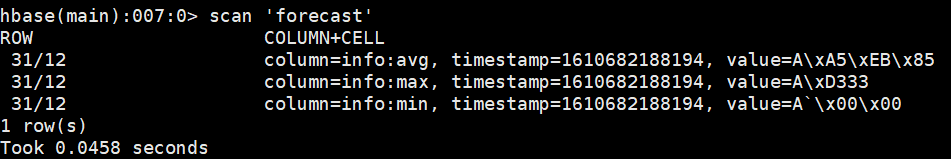 hbase(main):007:0> scan 'forecast'
ROW                   COLUMN+CELL
 31/12                column=info:avg, timestamp=1610682188194, value=A\xA5\xEB\x85
 31/12                column=info:max, timestamp=1610682188194, value=A\xD333
 31/12                column=info:min, timestamp=1610682188194, value=A`\x00\x00
1 row(s)
Took 0.0458 seconds